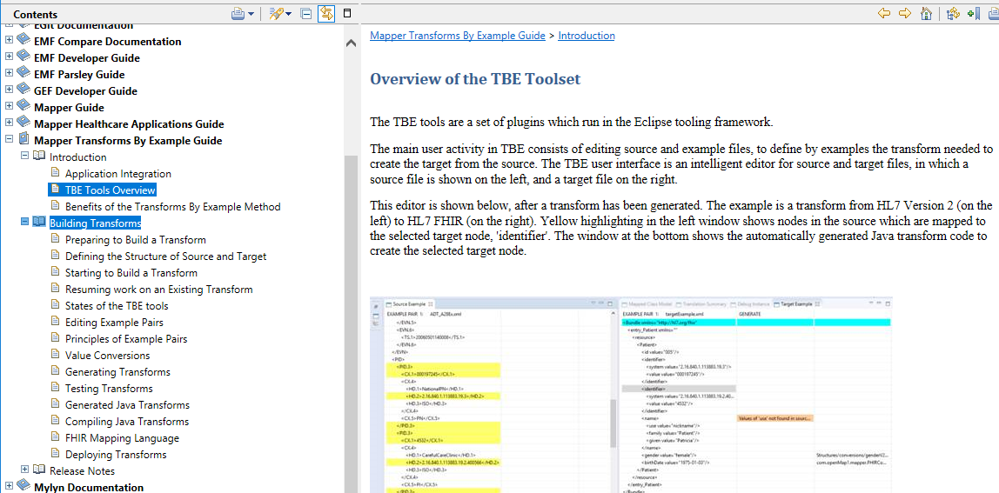 Contents
EGit Documentation
EMF Compare Documentation
EMF Developer Guide
EMF Parsley Guide
GEF Developer Guide
Mapper Guide
Mapper Healthcare Applications Guide
Mapper Transforms By Example Guide
Introduction
Application Integration
TBE Tools Overview
Benefits of the Transforms By Example Method
Building Transforms
Preparing to Build a Transform
Defining the Structure of Source and Target
Starting to Build a Transform
Resuming work on an Existing Transform
States of the TBE tools
Editing Example Pairs
Principles of Example Pairs
Value Conversions
Generating Transforms
Testing Transforms
Generated Java Transforms
Compiling Java Transforms
FHIR Mapping Language
Deploying Transforms
Release Notes
Mylyn Documentation
Mapper Transforms By Example Guide > Introduction
Overview of the TBE Toolset
The TBE tools are a set of plugins which run in the Eclipse tooling framework.
The main user activity in TBE consists of editing source and example files, to define by examples the transform needed to
create the target from the source. The TBE user interface is an intelligent editor for source and target files, in which a
source file is shown on the left, and a target file on the right.
This editor is shown below, after a transform has been generated. The example is a transform from HL7 Version 2 (on the
left) to HL7 FHIR (on the right). Yellow highlighting in the left window shows nodes in the source which are mapped to
the selected target node, 'identifier'. The window at the bottom shows the automatically generated Java transform code to
create the selected target node.
Source Example
EXAMPLE PAIR 1: ADT_A28Ex.xml
</EVN.5>
<EVN.6>
<TS.1>20060501140008</TS.1>
</EVN.6>
</EVN>
<PID>
<PID.3>
<CX.1>000197245</CX.1>
<CX.4>
<HD.1>NationalPN</HD.1>
<HD.2>2.16.840.1.113883.19.3</HD.2>
<HD.3>ISO</HD.3>
</CX.4>
<CX.5>PN</CX.5>
</PID.3>
<PID.3>
<CX.1>4532</CX.1>
<CX.4>
<HD.1>CarefulCareClinic</HD.1>
<HD.2>2.16.840.1.113883.19.2.400566</HD.2>
<HD.3>ISO</HD.3>
</CX.4>
<CX.5>PI</CX.5>
</PID.3>
Mapped Class Model Translation Summary Debug Instance Target Example
EXAMPLE PAIR 1: targetExample.xml GENERATE
<Bundle xmlns="http://hl7.org/fhir">
<entry_Patient xmlns="">
<resource>
<Patient>
<id value="005"/>
<identifier>
<system value="2.16.840.1.113883.19.3"/>
<value value="000197245"/>
</identifier>
<identifier>
<system value="2.16.840.1.113883.19.2.40...
<value value="4532"/>
</identifier>
<name> Values of 'use' not found in sourc...
<use value="nickname"/>
<family value="Patient"/>
<given value="Patricia"/>
</name>
<gender value="female"/> Structures/conversions/genderV2...
<birthDate value="1975-01-03"/> com.openMap1.mapper.FHIRCo...
</Patient>
</resource>
</entry_Patient>
</Bundle>